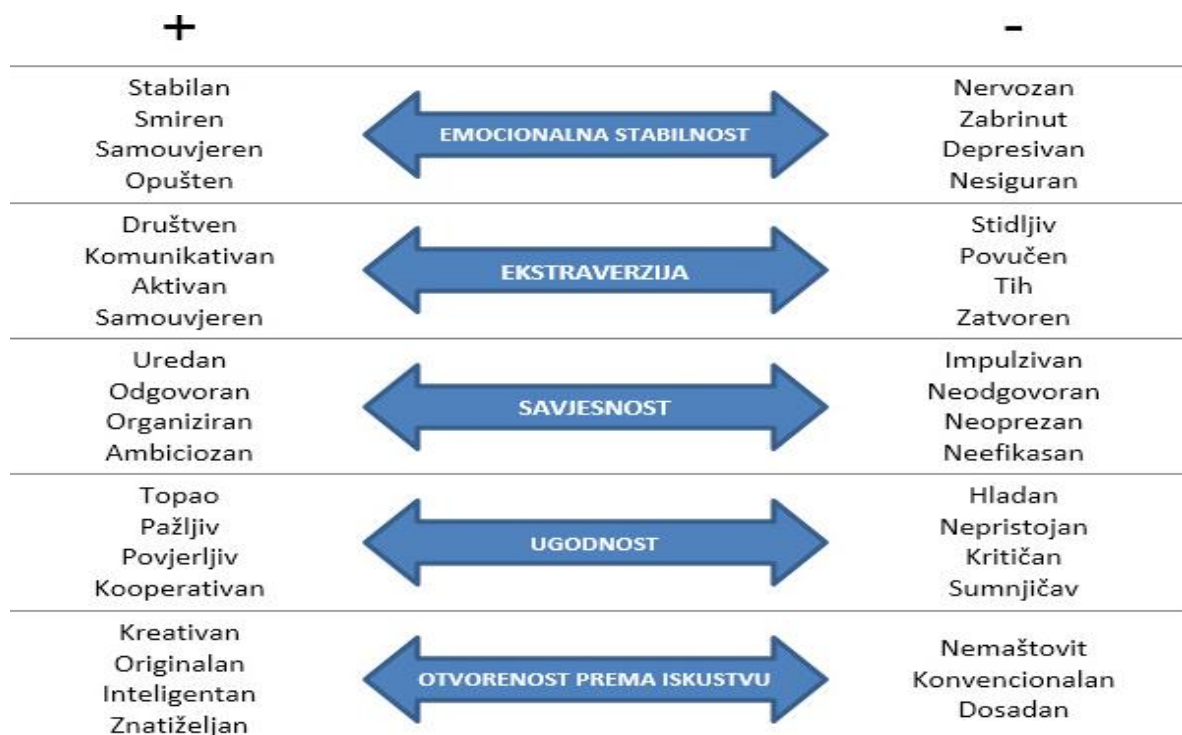 + -
Stabilan
Smiren
Samouvjeren
Opušten
EMOCIONALNA STABILNOST
Nervozan
Zabrinut
Depresivan
Nesiguran
Društven
Komunikativan
Aktivan
Samouvjeren
EKSTRAVERZIJA
Stidljiv
Povučen
Tih
Zatvoren
Uredan
Odgovoran
Organiziran
Ambiciozan
SAVJESNOST
Impulzivan
Neodgovoran
Neoprezan
Neefikasan
Topao
Pažljiv
Povjerljiv
Kooperativan
UGODNOST
Hladan
Nepristojan
Kritičan
Sumnjičav
Kreativan
Originalan
Inteligentan
Znatiželjan
OTVORENOST PREMA ISKUSTVU
Nemaštovit
Konvencionalan
Dosadan